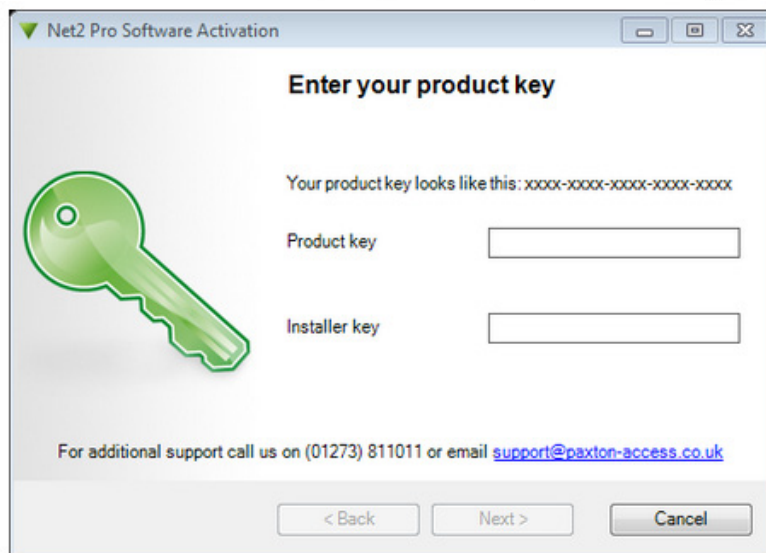 Net2 Pro Software Activation
Enter your product key
Your product key looks like this: xxxx-xxxx-xxxx-xxxx-xxxx
Product key
Installer key
For additional support call us on (01273) 811011 or email support@paxton-access.co.uk
< Back Next > Cancel